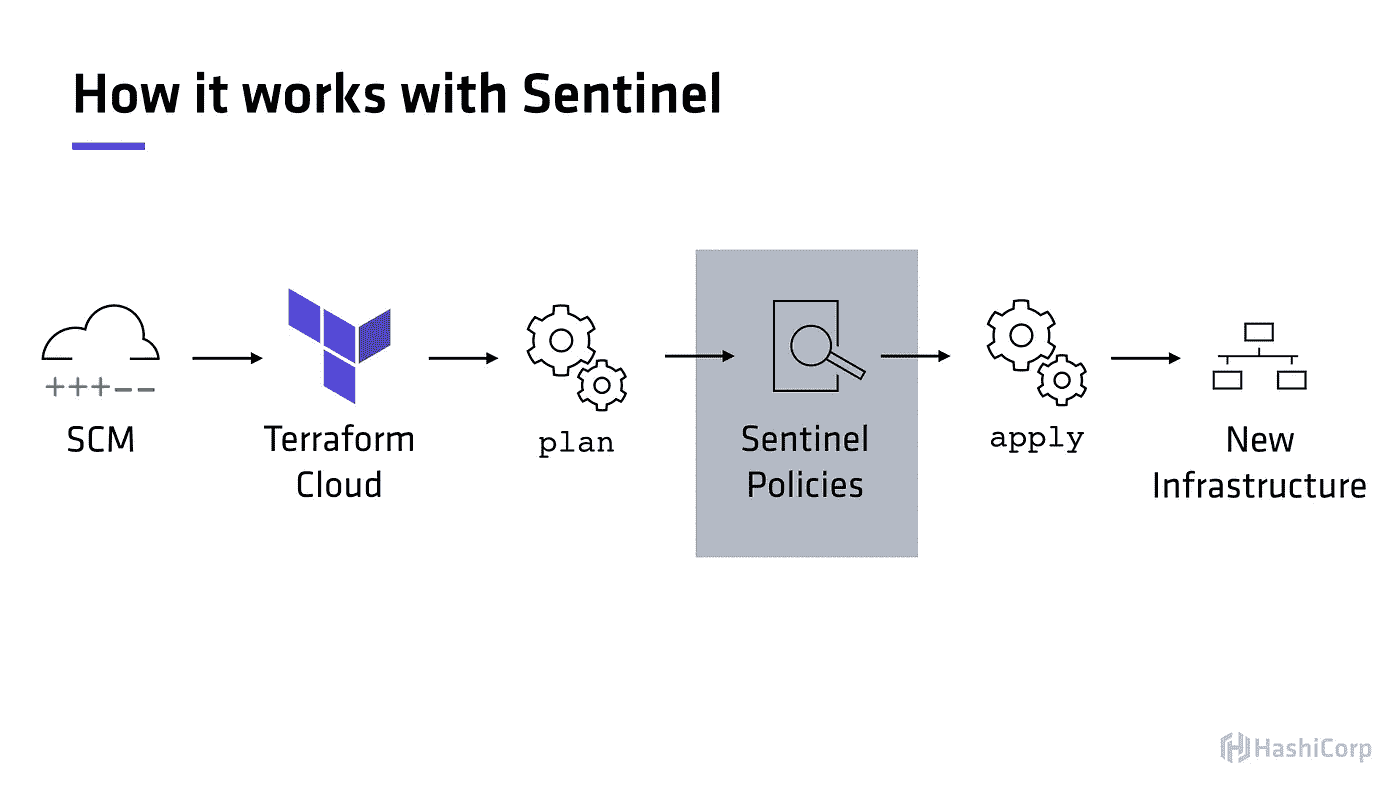 How it works with Sentinel
+++--
SCM
Terraform
Cloud
plan
Sentinel
Policies
apply
New
Infrastructure
HashiCorp